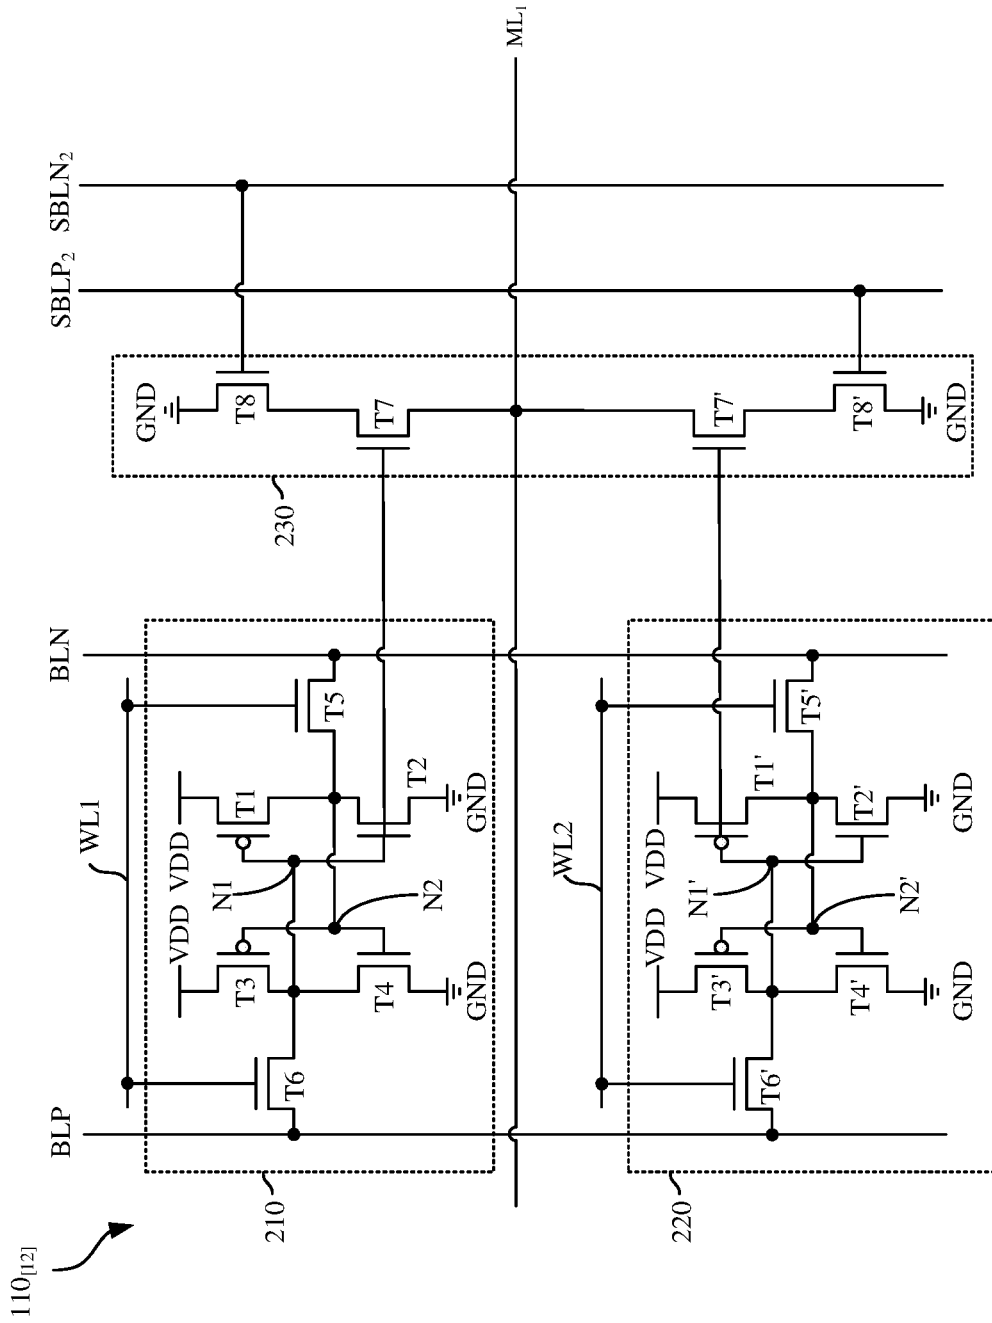 110[12]
BLP
BLN
SBLP2
SBLN2
ML1
WL1
VDD
VDD
T3
T1
N1
N2
T6
T5
T4
T2
GND
GND
210
GND
T8
T7
T7'
T8'
GND
230
WL2
VDD
VDD
T3'
T1'
N1'
N2'
T6'
T5'
T4'
T2'
GND
GND
220